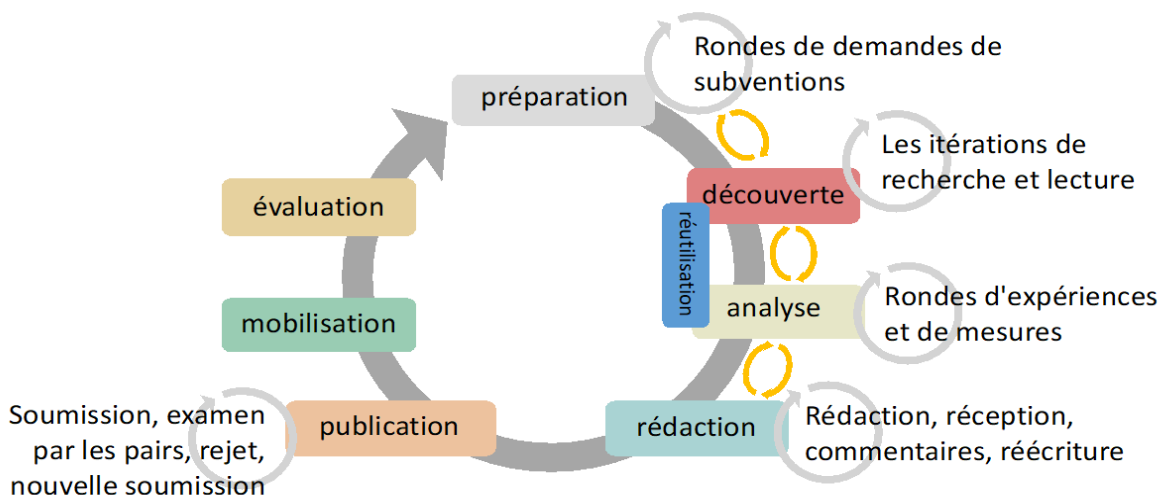 préparation
Rondes de demandes de
subventions
découverte
Les itérations de
recherche et lecture
réutilisation
analyse
Rondes d'expériences
et de mesures
rédaction
Rédaction, réception,
commentaires, réécriture
publication
Soumission, examen
par les pairs, rejet,
nouvelle soumission
mobilisation
évaluation